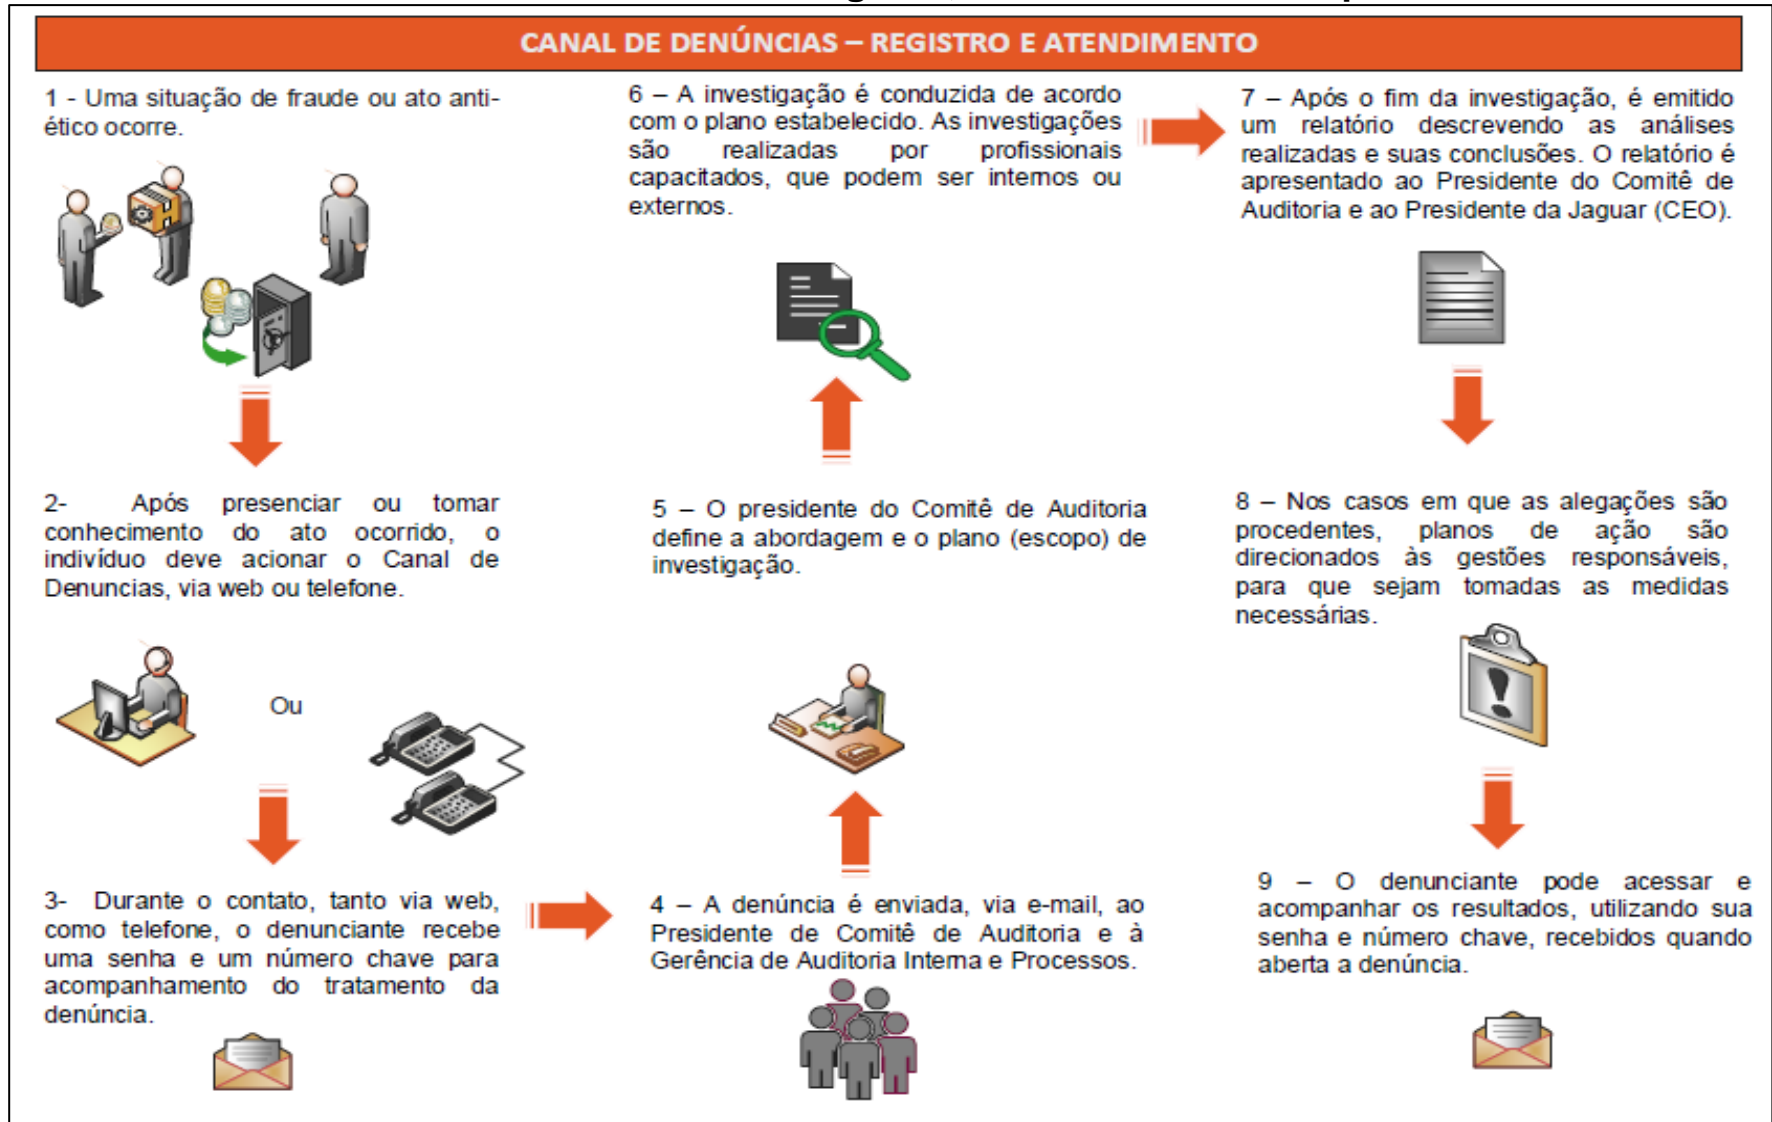 CANAL DE DENÚNCIAS – REGISTRO E ATENDIMENTO
1 - Uma situação de fraude ou ato anti-
ético ocorre.
2- Após presenciar ou tomar
conhecimento do ato ocorrido, o
indivíduo deve acionar o Canal de
Denuncias, via web ou telefone.
Ou
3- Durante o contato, tanto via web,
como telefone, o denunciante recebe
uma senha e um número chave para
acompanhamento do tratamento da
denúncia.
4 – A denúncia é enviada, via e-mail, ao
Presidente de Comitê de Auditoria e à
Gerência de Auditoria Interna e Processos.
5 – O presidente do Comitê de Auditoria
define a abordagem e o plano (escopo) de
investigação.
6 – A investigação é conduzida de acordo
com o plano estabelecido. As investigações
são realizadas por profissionais
capacitados, que podem ser internos ou
externos.
7 – Após o fim da investigação, é emitido
um relatório descrevendo as análises
realizadas e suas conclusões. O relatório é
apresentado ao Presidente do Comitê de
Auditoria e ao Presidente da Jaguar (CEO).
8 – Nos casos em que as alegações são
procedentes, planos de ação são
direcionados às gestões responsáveis,
para que sejam tomadas as medidas
necessárias.
9 – O denunciante pode acessar e
acompanhar os resultados, utilizando sua
senha e número chave, recebidos quando
aberta a denúncia.